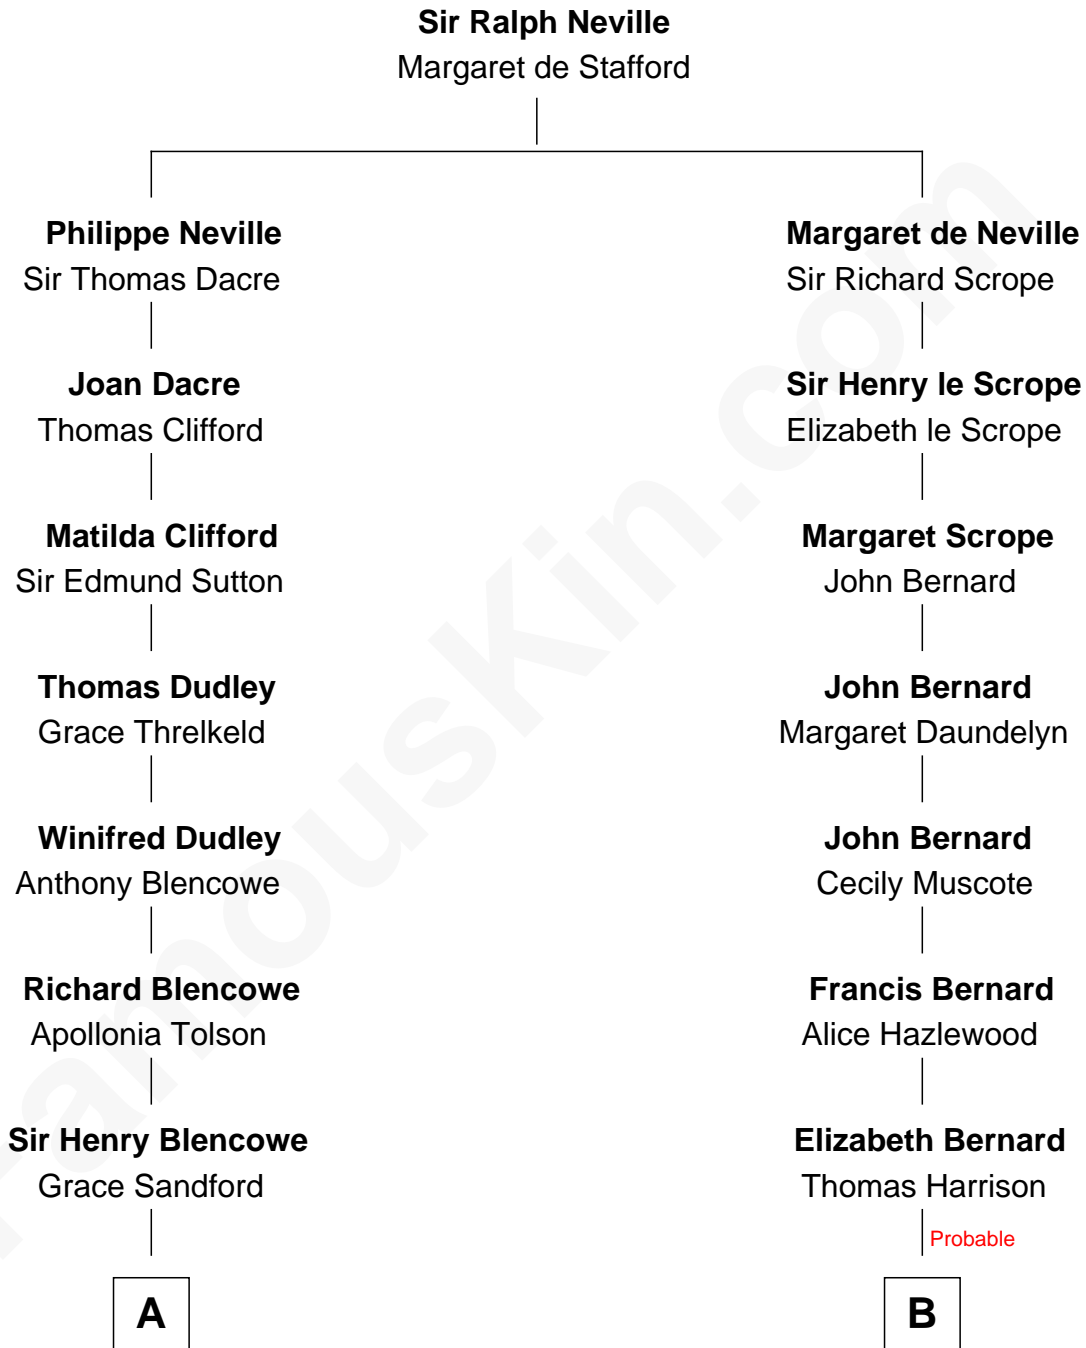 Sir Ralph Neville
Margaret de Stafford
Philippe Neville
Sir Thomas Dacre
Margaret de Neville
Sir Richard Scrope
Joan Dacre
Thomas Clifford
Sir Henry le Scrope
Elizabeth le Scrope
Matilda Clifford
Sir Edmund Sutton
Margaret Scrope
John Bernard
Thomas Dudley
Grace Threlkeld
John Bernard
Margaret Daundelyn
Winifred Dudley
Anthony Blencowe
John Bernard
Cecily Muscote
Richard Blencowe
Apollonia Tolson
Francis Bernard
Alice Hazlewood
Sir Henry Blencowe
Grace Sandford
Elizabeth Bernard
Thomas Harrison
Probable
A
B
FamousKin.com